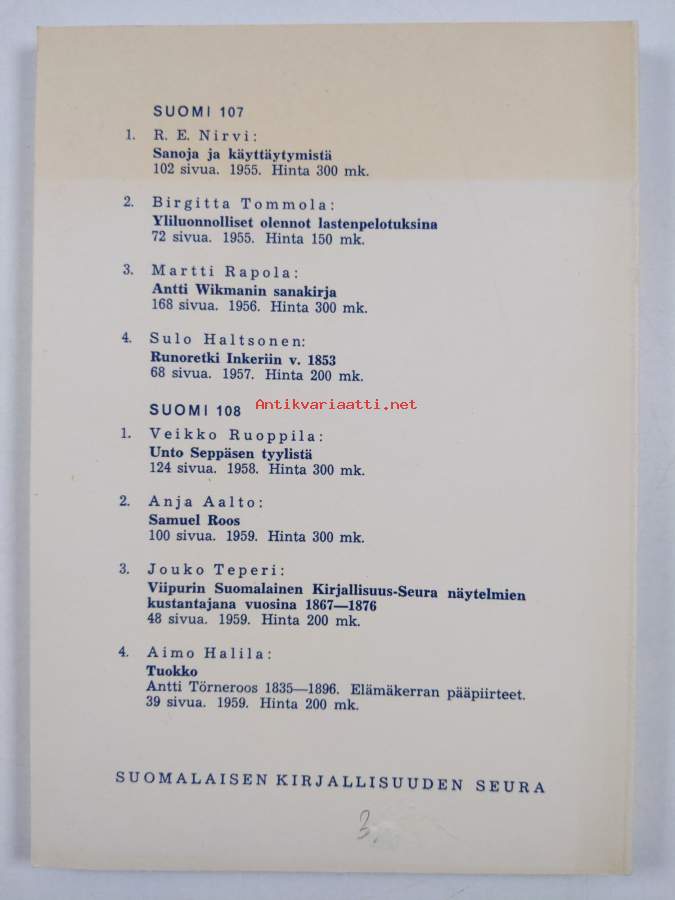 SUOMI 107
1. R. E. Nirvi:
Sanoja ja käyttäytymistä
102 sivua. 1955. Hinta 300 mk.
2. Birgitta Tommola:
Yliluonnolliset olennot lastenpelotuksina
72 sivua. 1955. Hinta 150 mk.
3. Martti Rapola:
Antti Wikmanin sanakirja
168 sivua. 1956. Hinta 300 mk.
4. Sulo Haltsonen:
Runoretki Inkeriin v. 1853
68 sivua. 1957. Hinta 200 mk.
Antikvariaatti.net
SUOMI 108
1. Veikko Ruoppila:
Unto Seppäsen tyylistä
124 sivua. 1958. Hinta 300 mk.
2. Anja Aalto:
Samuel Roos
100 sivua. 1959. Hinta 300 mk.
3. Jouko Teperi:
Viipurin Suomalainen Kirjallisuus-Seura näytelmien
kustantajana vuosina 1867—1876
48 sivua. 1959. Hinta 200 mk.
4. Aimo Halila:
Tuokko
Antti Törneroos 1835—1896. Elämäkerran pääpiirteet.
39 sivua. 1959. Hinta 200 mk.
SUOMALAISEN KIRJALLISUUDEN SEURA
3,